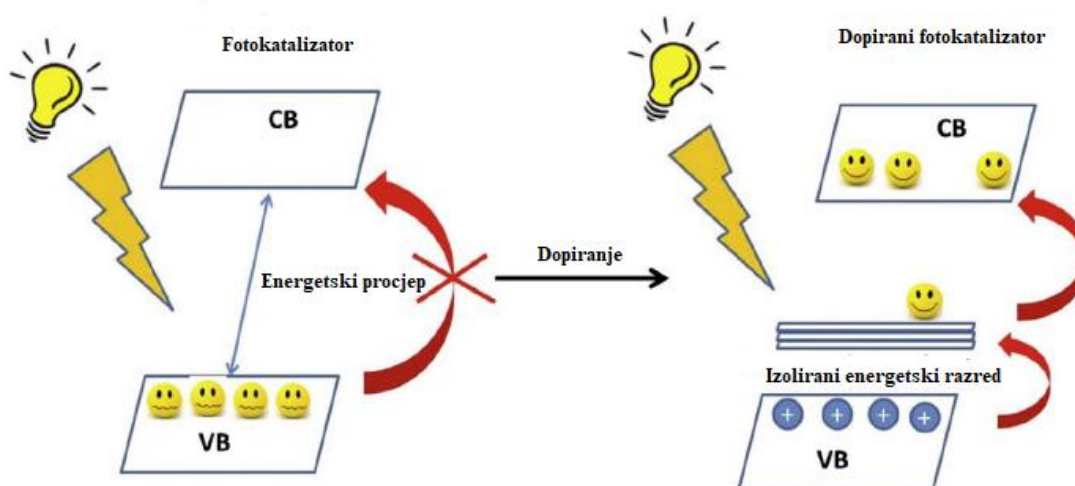 Fotokatalizator
CB
Energetski procjep
VB
Dopiranje
Dopirani fotokatalizator
CB
Izolirani energetski razred
+ + + +
VB